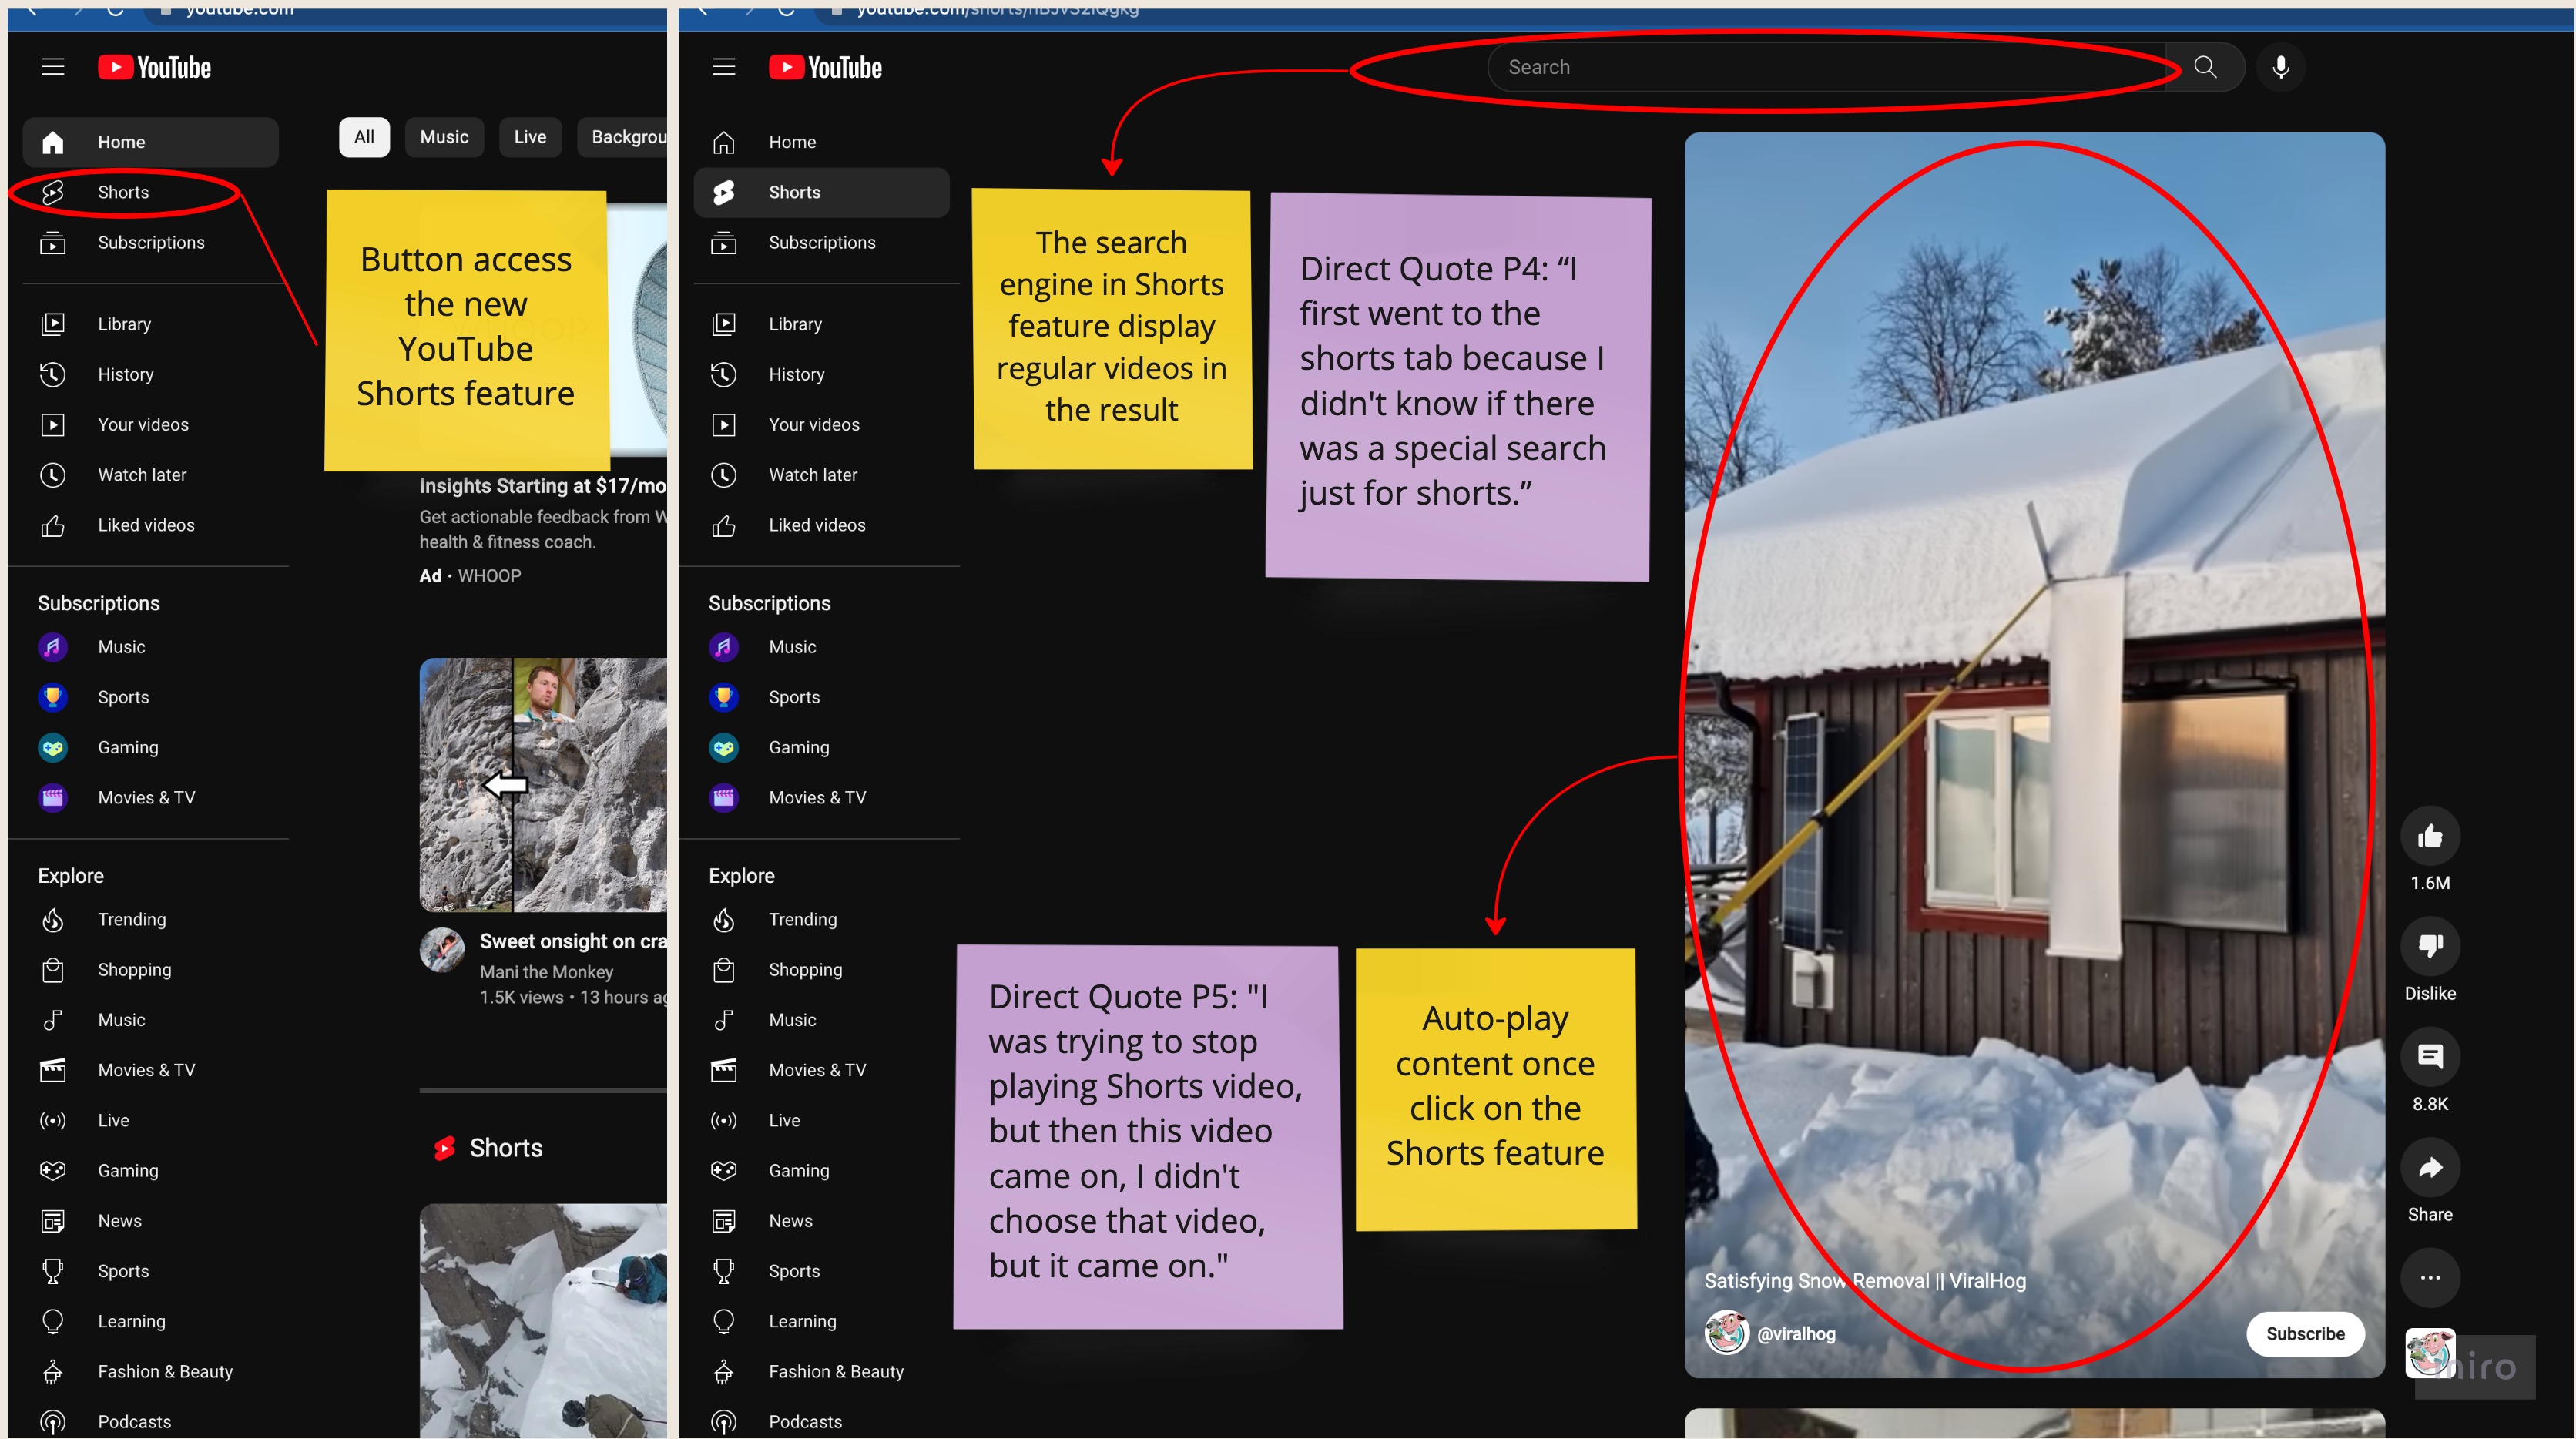 youtube.com
YouTube
Home
Shorts
Subscriptions
Library
History
Your videos
Watch later
Liked videos
Subscriptions
Music
Sports
Gaming
Movies & TV
Explore
Trending
Shopping
Music
Movies & TV
Live
Gaming
News
Sports
Learning
Fashion & Beauty
Podcasts
All
Music
Live
Backgrou
Button access
the new
YouTube
Shorts feature
Insights Starting at $17/mo
Get actionable feedback from W
health & fitness coach.
Ad · WHOOP
Sweet onsight on cra
Mani the Monkey
1.5K views • 13 hours ag
Shorts
youtube.com/shorts/
YouTube
Search
Home
Shorts
Subscriptions
Library
History
Your videos
Watch later
Liked videos
Subscriptions
Music
Sports
Gaming
Movies & TV
Explore
Trending
Shopping
Music
Movies & TV
Live
Gaming
News
Sports
Learning
Fashion & Beauty
Podcasts
The search
engine in Shorts
feature display
regular videos in
the result
Direct Quote P4: “I
first went to the
shorts tab because I
didn't know if there
was a special search
just for shorts.”
Direct Quote P5: "I
was trying to stop
playing Shorts video,
but then this video
came on, I didn't
choose that video,
but it came on."
Auto-play
content once
click on the
Shorts feature
Satisfying Snow Removal || ViralHog
@viralhog
Subscribe
1.6M
Dislike
8.8K
Share
miro